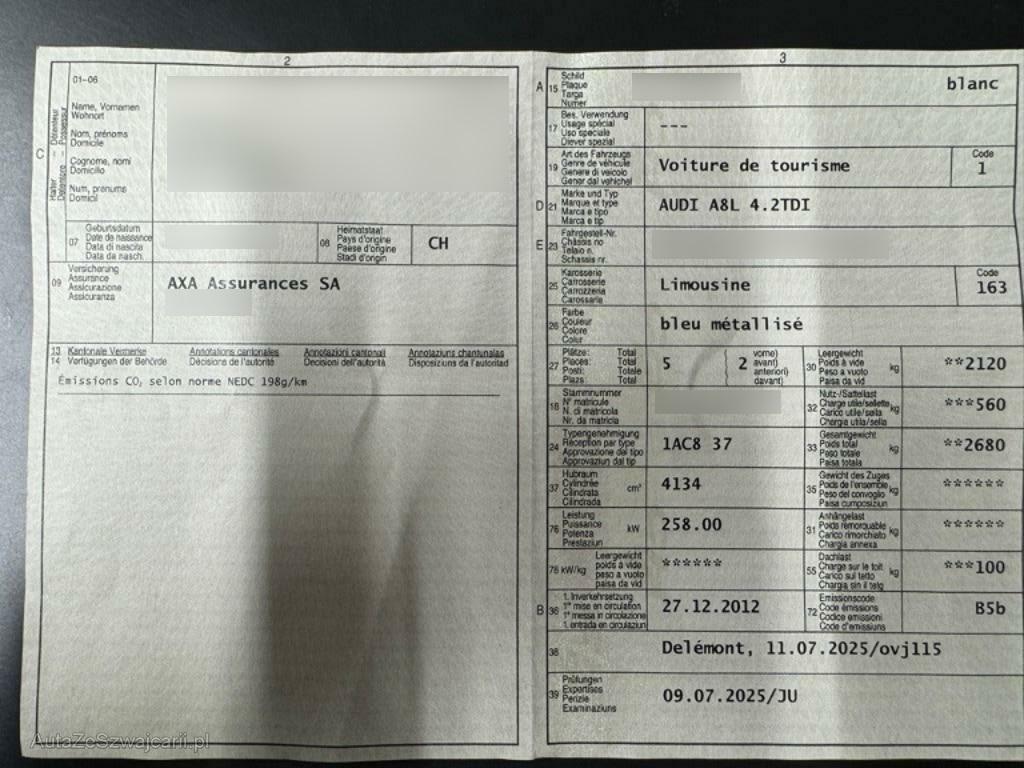 2
01-06
C
Halter – Détenteur
Detentore – Possessur
Name, Vornamen
Wohnort
Nom, prénoms
Domicile
Cognome, nomi
Domicilio
Num, prenums
Domicil
07
Geburtsdatum
Date de naissance
Data di nascita
Data da nasch.
08
Heimatstaat
Pays d'origine
Paese d'origine
Stadi d'origin
CH
09
Versicherung
Assurance
Assicurazione
Assicuranza
AXA Assurances SA
13 Kantonale Vermerke Annotations cantonales Annotazioni cantonali Annotaziuns chantunalas
14 Verfügungen der Behörde Décisions de l'autorité Decisioni dell'autorità Disposiziuns da l'autoritad
Émissions CO₂ selon norme NEDC 198g/km
3
A 15
Schild
Plaque
Targa
Numer
blanc
17
Bes. Verwendung
Usage spécial
Uso speciale
Diever spezial
---
19
Art des Fahrzeugs
Genre de véhicule
Genere di veicolo
Gener dal vehichel
Voiture de tourisme
Code
1
D 21
Marke und Typ
Marque et type
Marca e tipo
Marca e tip
AUDI A8L 4.2TDI
E 23
Fahrgestell-Nr.
Châssis no
Telaio n.
Schassis nr.
25
Karosserie
Carrosserie
Carrozzeria
Carossaria
Limousine
Code
163
26
Farbe
Couleur
Colore
Colur
bleu métallisé
27
Plätze: Total
Places: Total
Posti: Totale
Plazs: Total
5
2
vorne)
avant)
anteriori)
davant)
30
Leergewicht
Poids à vide
Peso a vuoto
Paisa da vid
kg
**2120
18
Stammnummer
N° matricule
N. di matricola
Nr. da matricla
32
Nutz-/Sattellast
Charge utile/sellette
Carico utile/sella
Chargia utila/sella
kg
***560
24
Typengenehmigung
Réception par type
Approvazione del tipo
Approvaziun dal tip
1AC8 37
33
Gesamtgewicht
Poids total
Peso totale
Paisa totala
kg
**2680
37
Hubraum
Cylindrée
Cilindrata
Cilindrada
cm³
4134
35
Gewicht des Zuges
Poids de l'ensemble
Peso del convoglio
Paisa cumposiziun
kg
******
76
Leistung
Puissance
Potenza
Prestaziun
kW
258.00
31
Anhängelast
Poids remorquable
Carico rimorchiato
Chargia annexa
kg
******
78 kW/kg
Leergewicht
poids à vide
peso a vuoto
paisa da vid
******
55
Dachlast
Charge sur le toit
Carico sul tetto
Chargia sin il tetg
kg
***100
B 36
1. Inverkehrsetzung
1re mise en circulation
1a messa in circolazione
1. entrada en circulaziun
27.12.2012
72
Emissionscode
Code émissions
Codice emissioni
Code d'emissiuns
B5b
38
Delémont, 11.07.2025/ovj115
39
Prüfungen
Expertises
Perizie
Examinaziuns
09.07.2025/JU
AutaZeSzwajcarii.pl